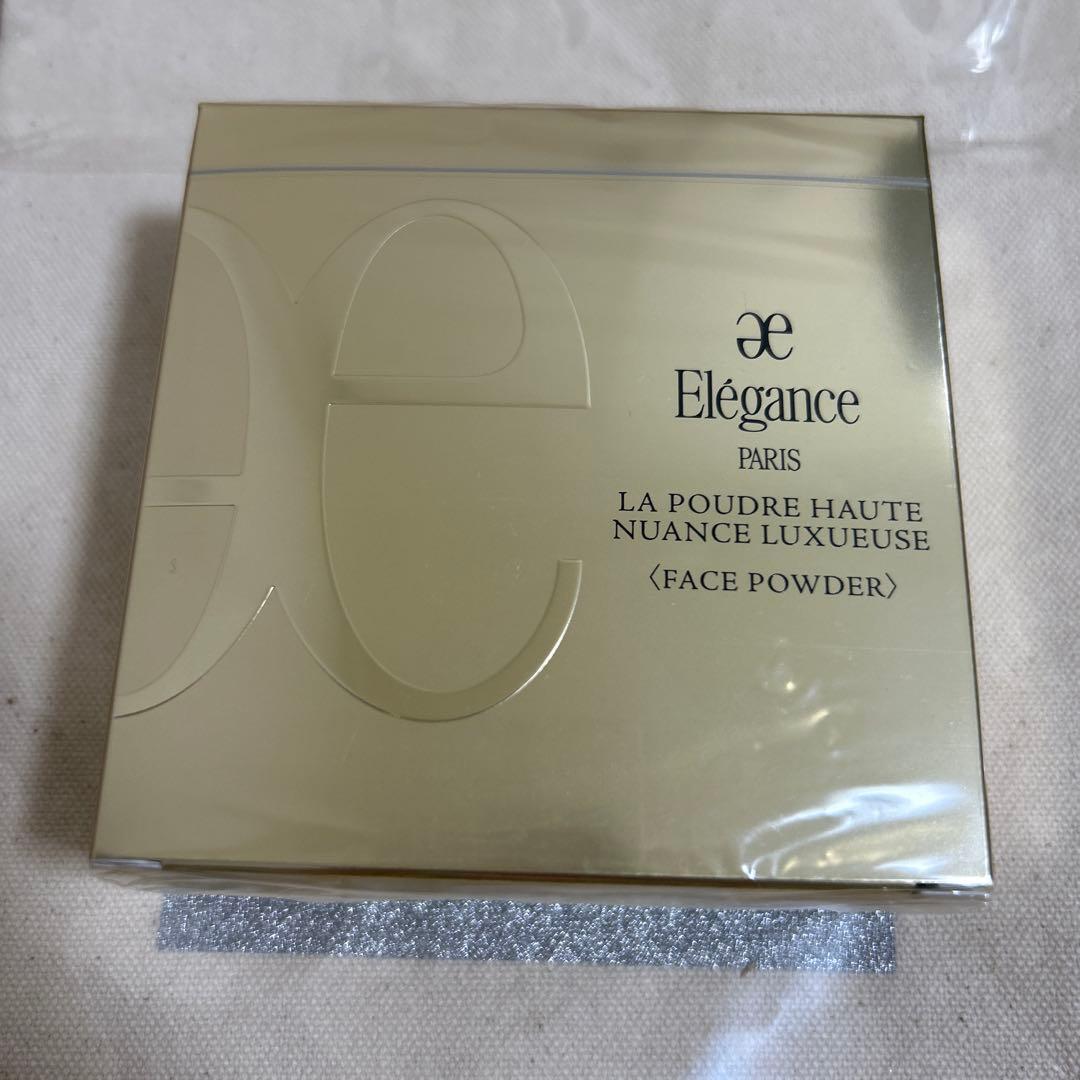 Elégance
PARIS
LA POUDRE HAUTE
NUANCE LUXUEUSE
〈FACE POWDER〉